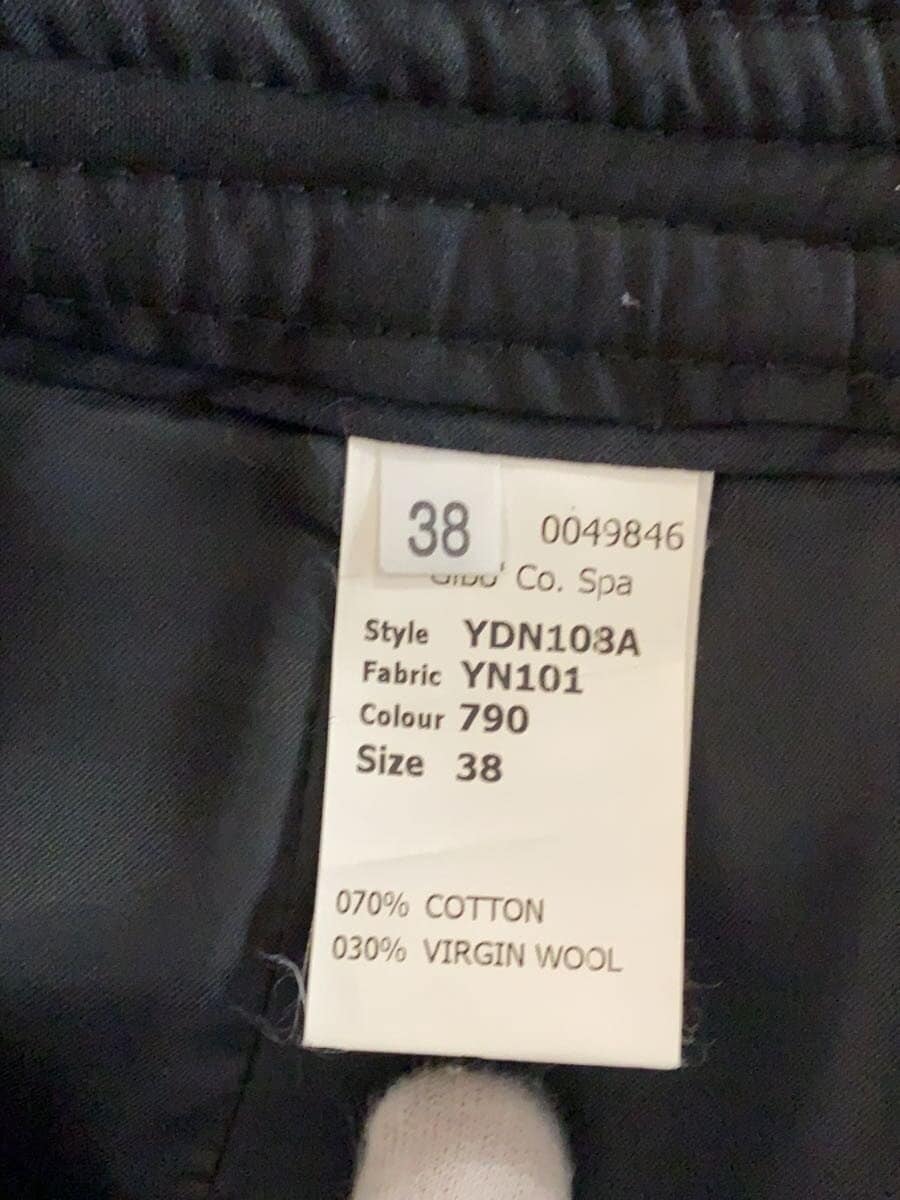 38 0049846
Co. Spa
Style YDN108A
Fabric YN101
Colour 790
Size 38
070% COTTON
030% VIRGIN WOOL